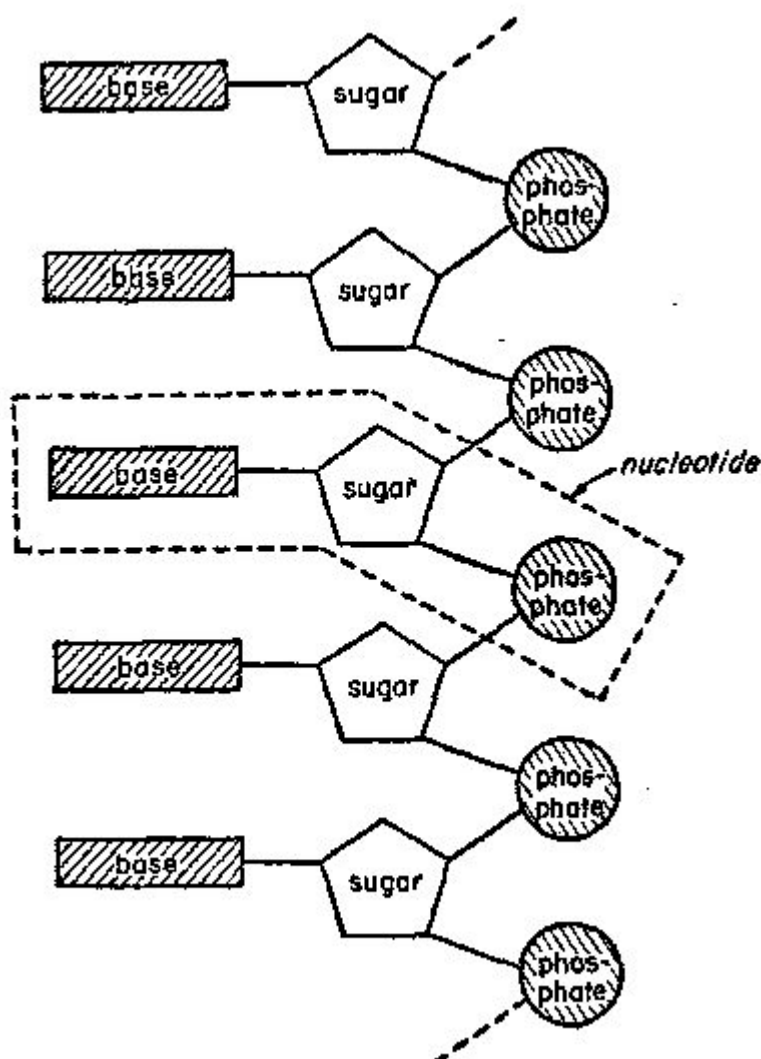 base
sugar
phos-
phate
base
sugar
phos-
phate
nucleotide
base
sugar
phos-
phate
base
sugar
phos-
phate
base
sugar
phos-
phate